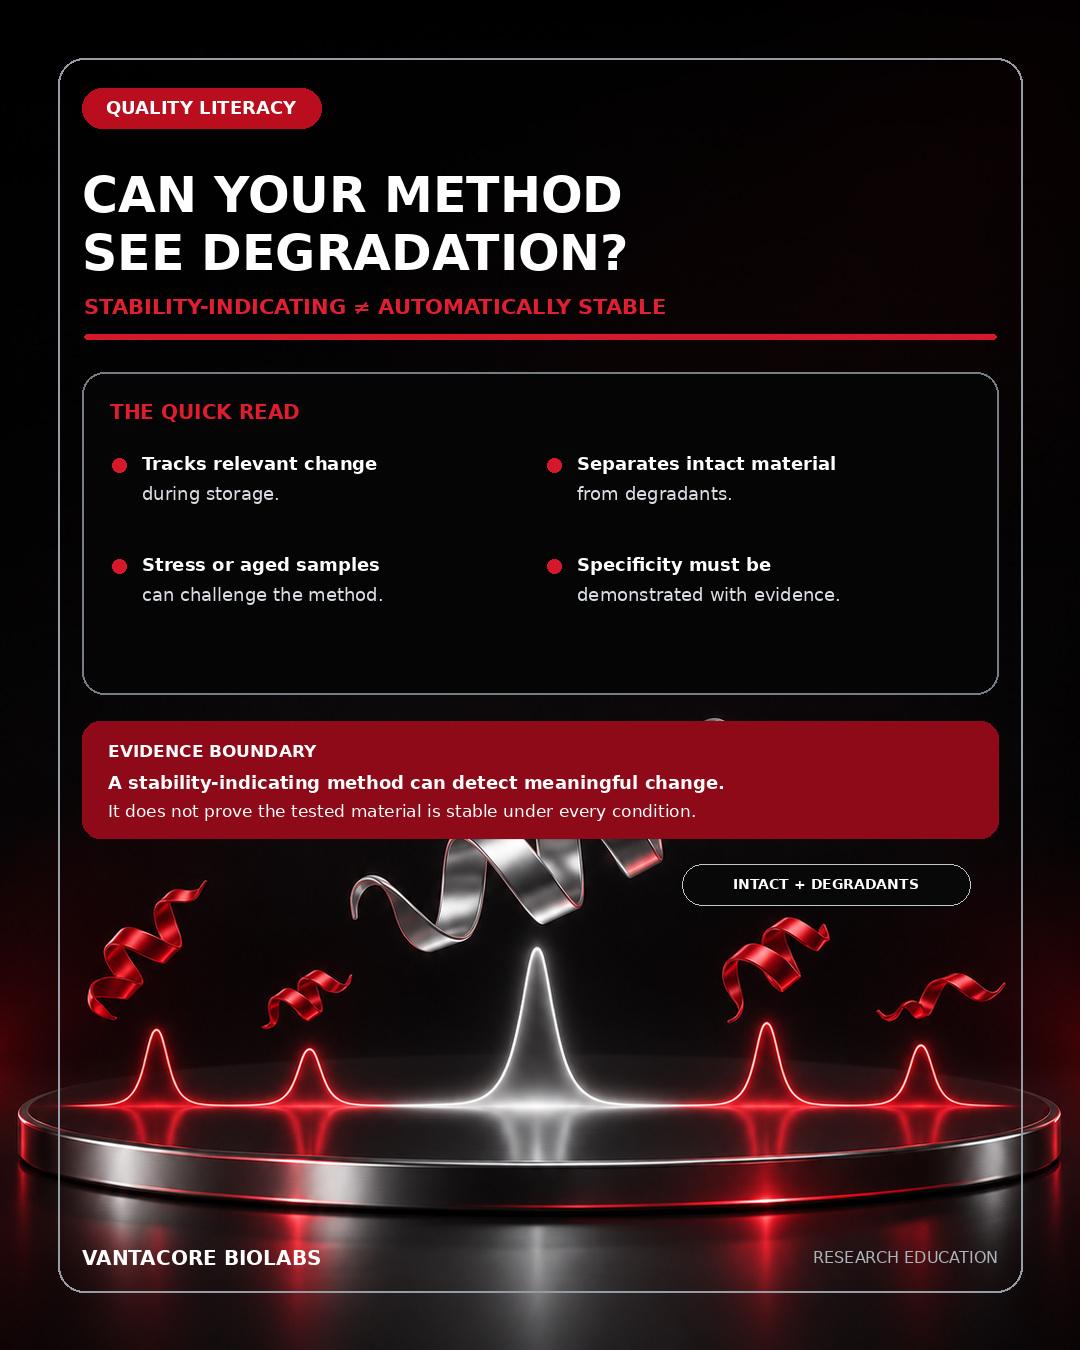 QUALITY LITERACY
CAN YOUR METHOD
SEE DEGRADATION?
STABILITY-INDICATING ≠ AUTOMATICALLY STABLE
THE QUICK READ
Tracks relevant change
during storage.
Separates intact material
from degradants.
Stress or aged samples
can challenge the method.
Specificity must be
demonstrated with evidence.
EVIDENCE BOUNDARY
A stability-indicating method can detect meaningful change.
It does not prove the tested material is stable under every condition.
INTACT + DEGRADANTS
VANTACORE BIOLABS
RESEARCH EDUCATION